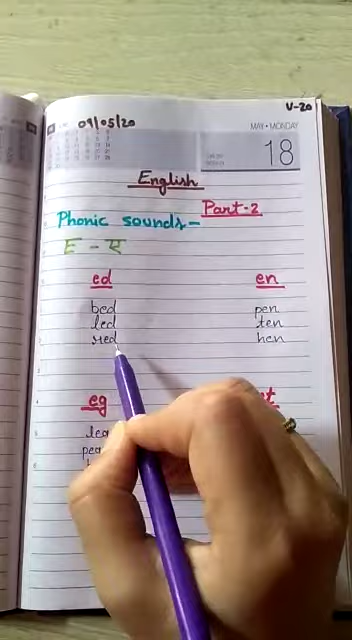 V-20
09/05/20
MAY • MONDAY
18
English
Part-2
Phonic sounds-
E - ए
ed en
bed pen
led ten
red hen
eg
leg